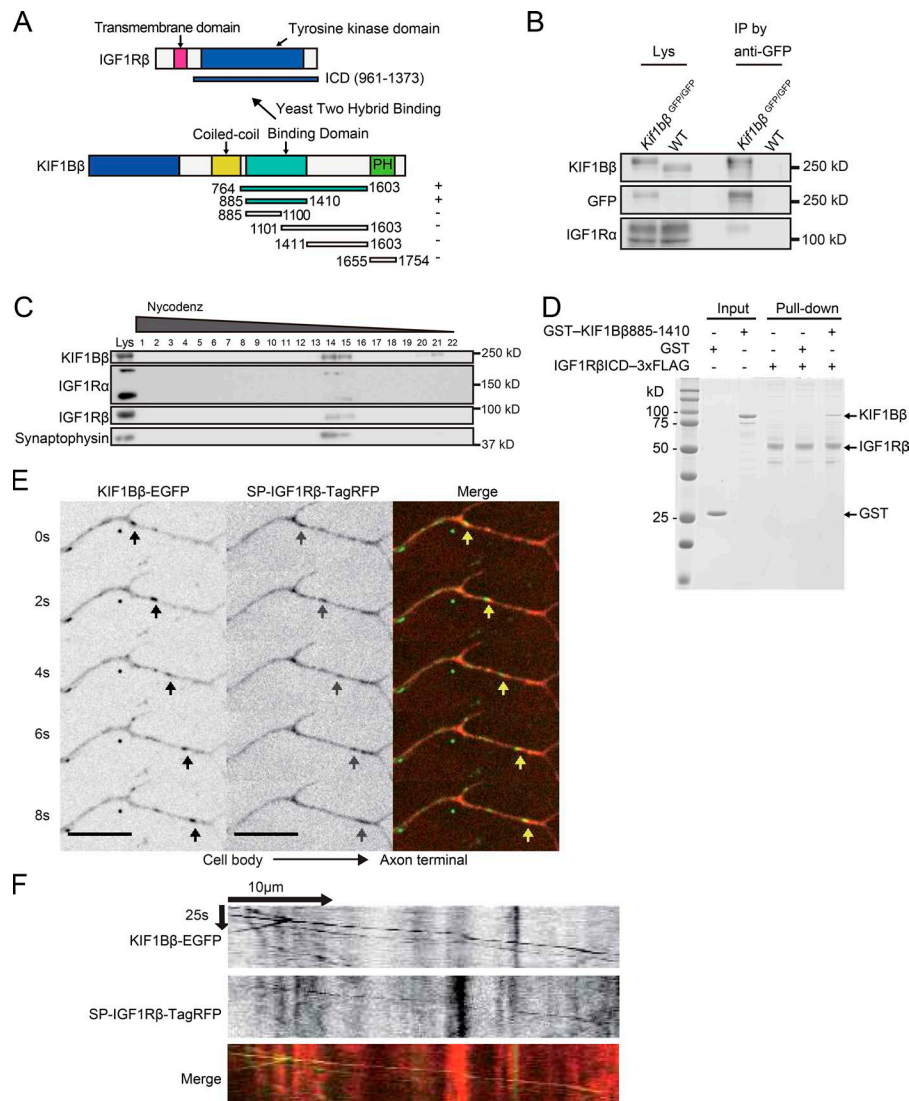 A
Transmembrane domain
Tyrosine kinase domain
IGF1Rβ
ICD (961-1373)
Yeast Two Hybrid Binding
Coiled-coil
Binding Domain
KIF1Bβ
PH
764 1603 +
885 1410 +
885 1100 -
1101 1603 -
1411 1603 -
1655 1754 -
B
Lys
IP by
anti-GFP
Kif1bβ GFP/GFP
WT
Kif1bβ GFP/GFP
WT
KIF1Bβ
250 kD
GFP
250 kD
IGF1Rα
100 kD
C
Nycodenz
Lys 1 2 3 4 5 6 7 8 9 10 11 12 13 14 15 16 17 18 19 20 21 22
KIF1Bβ
250 kD
IGF1Rα
150 kD
IGF1Rβ
100 kD
Synaptophysin
37 kD
D
Input
Pull-down
GST–KIF1Bβ885-1410 - + - - +
GST + - - + -
IGF1RβICD–3xFLAG - - + + +
kD
100
75
50
25
KIF1Bβ
IGF1Rβ
GST
E
KIF1Bβ-EGFP
SP-IGF1Rβ-TagRFP
Merge
0s
2s
4s
6s
8s
Cell body
Axon terminal
F
10μm
25s
KIF1Bβ-EGFP
SP-IGF1Rβ-TagRFP
Merge